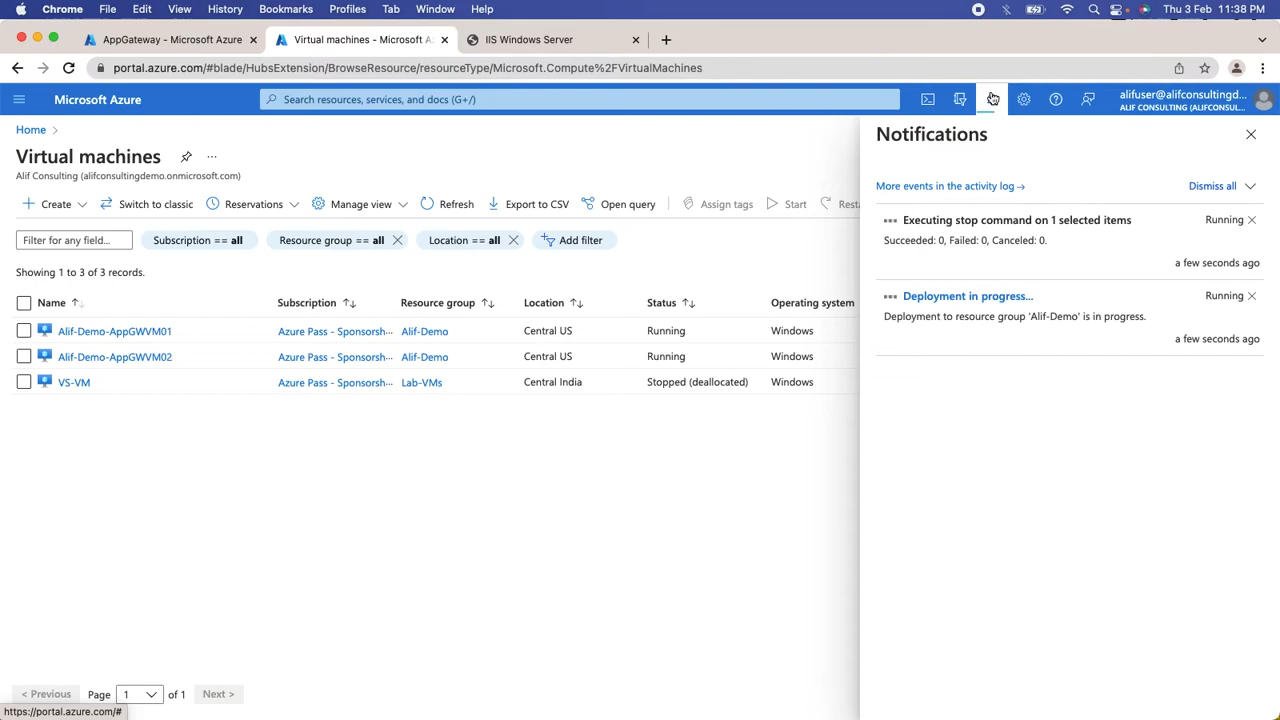 Chrome File Edit View History Bookmarks Profiles Tab Window Help Thu 3 Feb 11:38 PM
AppGateway - Microsoft Azure
Virtual machines - Microsoft A
IIS Windows Server
portal.azure.com/#blade/HubsExtension/BrowseResource/resourceType/Microsoft.Compute%2FVirtualMachines
Microsoft Azure
Search resources, services, and docs (G+/)
alifuser@alifconsultingd...
ALIF CONSULTING (ALIFCONSUL...
Home
Virtual machines
...
Alif Consulting (alifconsultingdemo.onmicrosoft.com)
Create Switch to classic Reservations Manage view Refresh Export to CSV Open query Assign tags Start Resta
Filter for any field... Subscription == all Resource group == all Location == all Add filter
Showing 1 to 3 of 3 records.
Name Subscription Resource group Location Status Operating system
Alif-Demo-AppGWVM01 Azure Pass - Sponsorsh... Alif-Demo Central US Running Windows
Alif-Demo-AppGWVM02 Azure Pass - Sponsorsh... Alif-Demo Central US Running Windows
VS-VM Azure Pass - Sponsorsh... Lab-VMs Central India Stopped (deallocated) Windows
< Previous Page 1 of 1 Next >
https://portal.azure.com/#
Notifications
More events in the activity log → Dismiss all
Executing stop command on 1 selected items Running
Succeeded: 0, Failed: 0, Canceled: 0.
a few seconds ago
Deployment in progress... Running
Deployment to resource group 'Alif-Demo' is in progress.
a few seconds ago